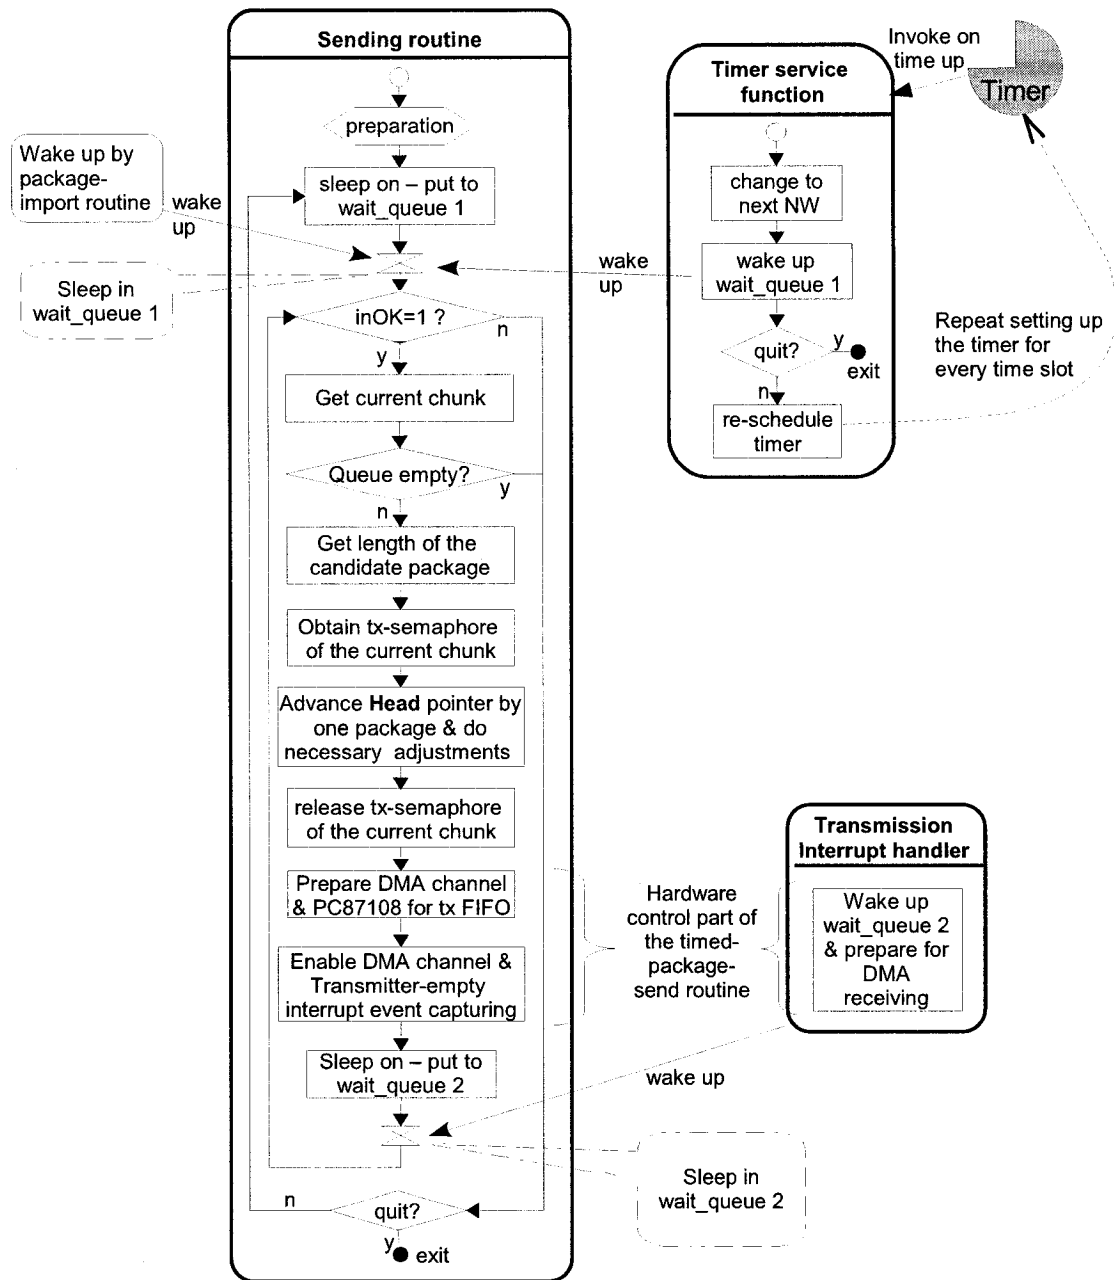 Sending routine
preparation
sleep on – put to
wait_queue 1
Wake up by
package-
import routine
wake
up
Sleep in
wait_queue 1
inOK=1 ?
n
y
Get current chunk
Queue empty?
y
n
Get length of the
candidate package
Obtain tx-semaphore
of the current chunk
Advance Head pointer by
one package & do
necessary adjustments
release tx-semaphore
of the current chunk
Prepare DMA channel
& PC87108 for tx FIFO
Enable DMA channel &
Transmitter-empty
interrupt event capturing
Sleep on – put to
wait_queue 2
n
quit?
y
exit
Timer service
function
change to
next NW
wake up
wait_queue 1
wake
up
quit?
y
exit
n
re-schedule
timer
Invoke on
time up
Timer
Repeat setting up
the timer for
every time slot
Hardware
control part of
the timed-
package-
send routine
Transmission
Interrupt handler
Wake up
wait_queue 2
& prepare for
DMA
receiving
wake up
Sleep in
wait_queue 2